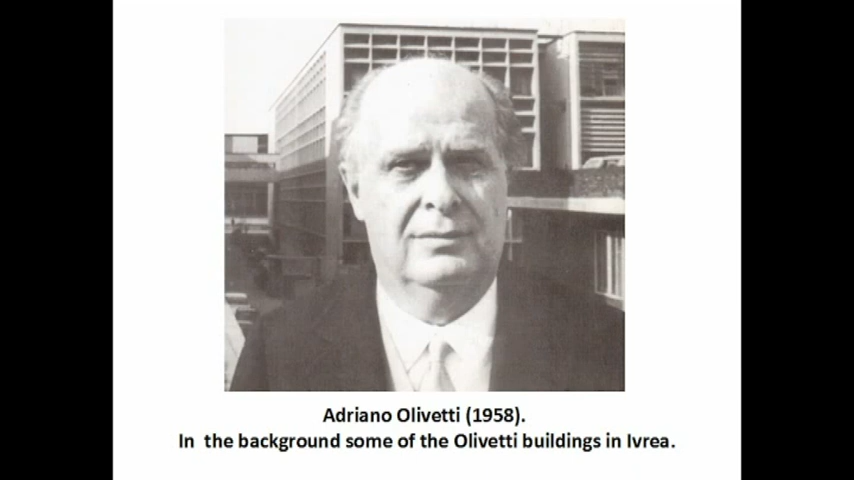 Adriano Olivetti (1958).
In the background some of the Olivetti buildings in Ivrea.